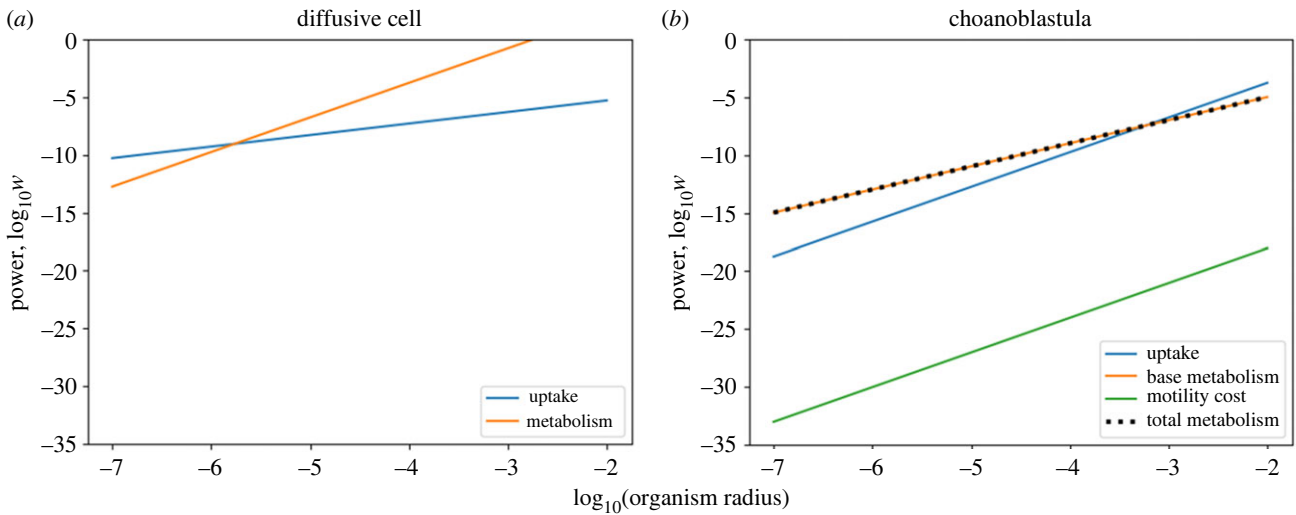 (a) diffusive cell
0
–5
–10
–15
–20
–25
–30
–35
power, log₁₀w
uptake
metabolism
–7 –6 –5 –4 –3 –2
(b) choanoblastula
0
–5
–10
–15
–20
–25
–30
–35
power, log₁₀w
uptake
base metabolism
motility cost
total metabolism
–7 –6 –5 –4 –3 –2
log₁₀(organism radius)